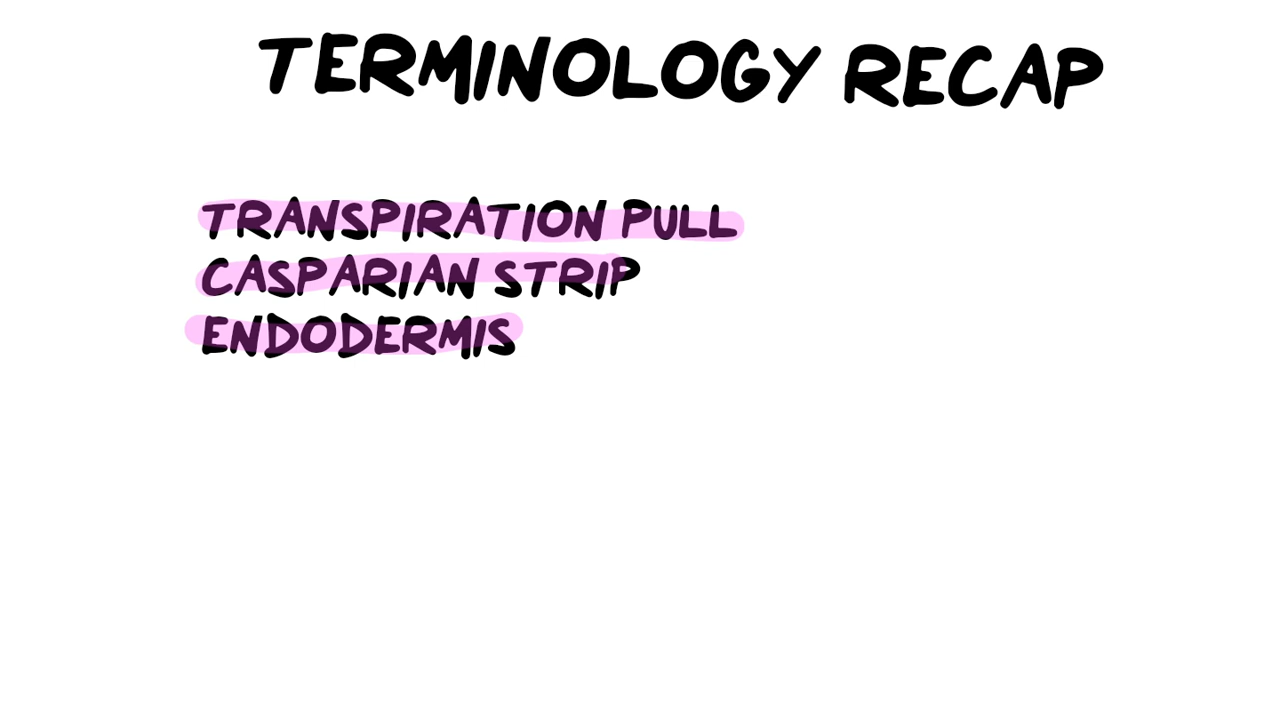 TERMINOLOGY RECAP
TRANSPIRATION PULL
CASPARIAN STRIP
ENDODERMIS